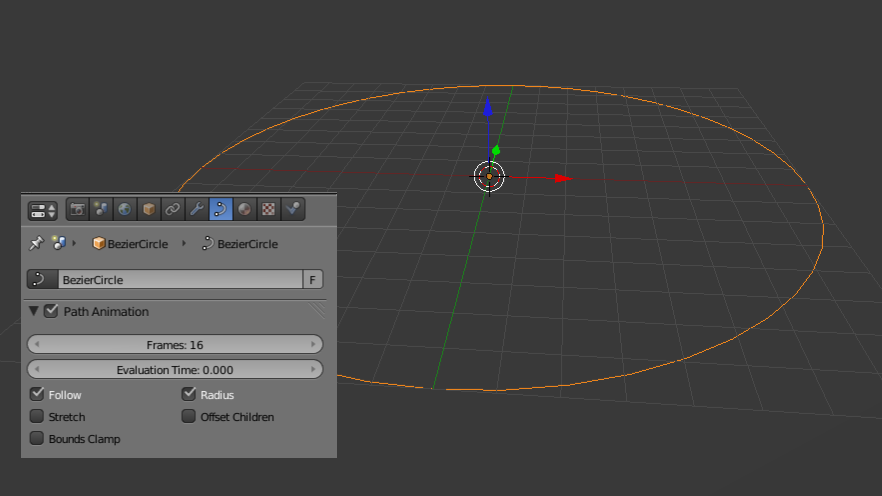 BezierCircle BezierCircle
BezierCircle F
Path Animation
Frames: 16
Evaluation Time: 0.000
Follow Radius
Stretch Offset Children
Bounds Clamp